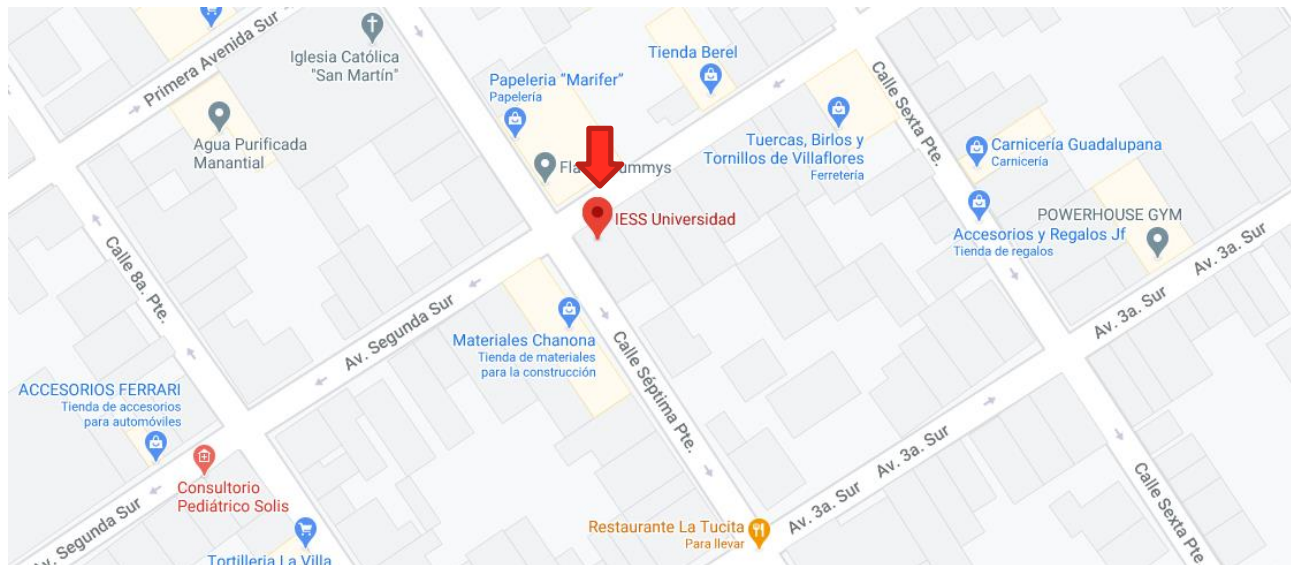 Primera Avenida Sur
Iglesia Católica
"San Martín"
Tienda Berel
Papeleria “Marifer”
Papelería
Calle Sexta Pte.
Agua Purificada
Manantial
Tuercas, Birlos y
Tornillos de Villaflores
Ferretería
Carnicería Guadalupana
Carnicería
IESS Universidad
POWERHOUSE GYM
Accesorios y Regalos Jf
Tienda de regalos
Av. 3a. Sur
Calle 8a. Pte.
Av. Segunda Sur
Av. 3a. Sur
Materiales Chanona
Tienda de materiales
para la construcción
Calle Séptima Pte.
ACCESORIOS FERRARI
Tienda de accesorios
para automóviles
Av. 3a. Sur
Consultorio
Pediátrico Solis
Calle Sexta Pte
Av. 3a. Sur
Segunda Sur
Restaurante La Tucita
Para llevar
Tortilleria La Villa